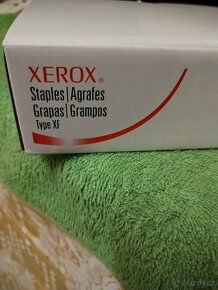 XEROX®
Staples|Agrafes
Grapas|Grampos
Type XF